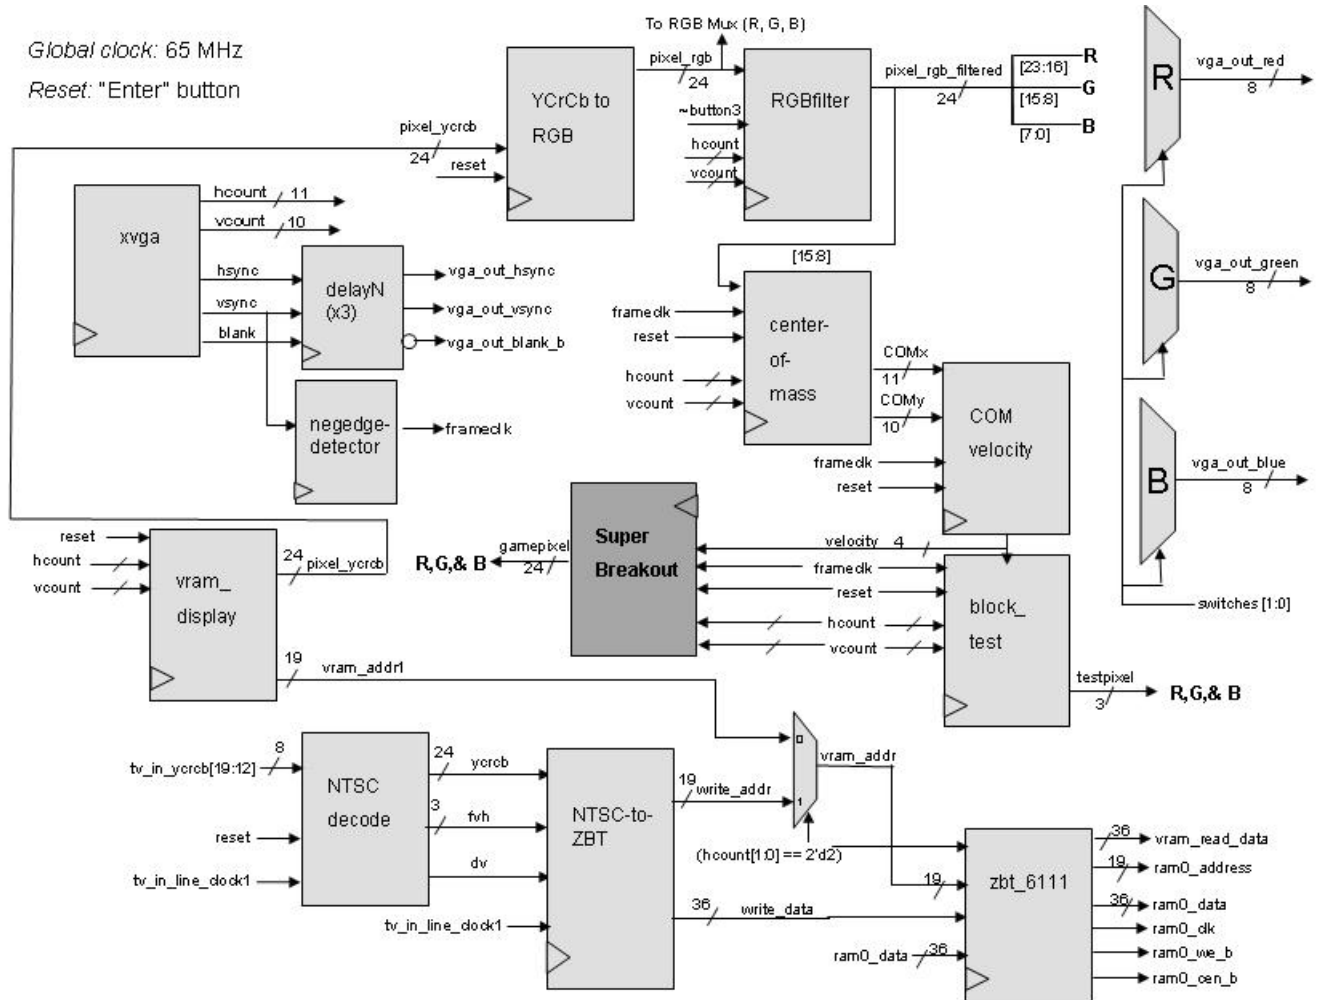 Global clock: 65 MHz
Reset: "Enter" button
To RGB Mux (R, G, B)
pixel_rgb
24
YCrCb to
RGB
pixel_ycrcb
24
reset
~button3
hcount
vcount
RGBfilter
pixel_rgb_filtered
24
[23:16]
R
[15:8]
G
[7:0]
B
R
vga_out_red
8
G
vga_out_green
8
B
vga_out_blue
8
switches [1:0]
xvga
hcount
11
vcount
10
hsync
vsync
blank
delayN
(x3)
vga_out_hsync
vga_out_vsync
vga_out_blank_b
negedge-
detector
frameclk
[15:8]
frameclk
reset
hcount
vcount
center-
of-
mass
COMx
11
COMy
10
COM
velocity
frameclk
reset
velocity
4
frameclk
reset
hcount
vcount
Super
Breakout
gamepixel
24
R,G,& B
block_
test
testpixel
3
R,G,& B
reset
hcount
vcount
vram_
display
24
pixel_ycrcb
19
vram_addr1
0
1
vram_addr
(hcount[1:0] == 2'd2)
tv_in_ycrcb[19:12]
8
reset
tv_in_line_clock1
NTSC
decode
24
ycrcb
3
fvh
dv
tv_in_line_clock1
NTSC-to-
ZBT
19
write_addr
36
write_data
19
ram0_data
36
zbt_6111
36
vram_read_data
19
ram0_address
36
ram0_data
ram0_clk
ram0_we_b
ram0_cen_b